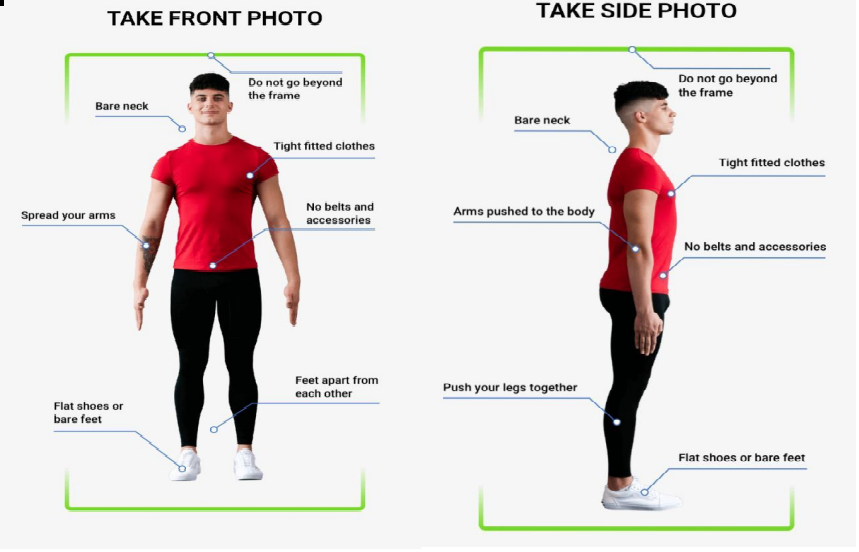 TAKE FRONT PHOTO
Do not go beyond
the frame
Bare neck
Tight fitted clothes
No belts and
accessories
Spread your arms
Feet apart from
each other
Flat shoes or
bare feet
TAKE SIDE PHOTO
Do not go beyond
the frame
Bare neck
Tight fitted clothes
Arms pushed to the body
No belts and accessories
Push your legs together
Flat shoes or bare feet